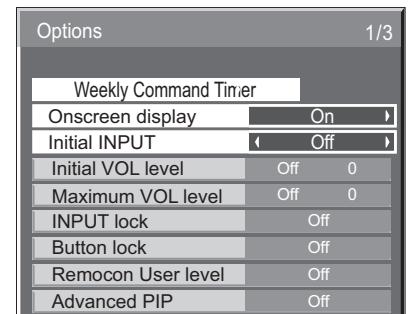 Options 1/3
Weekly Command Timer
Onscreen display On
Initial INPUT Off
Initial VOL level Off 0
Maximum VOL level Off 0
INPUT lock Off
Button lock Off
Remocon User level Off
Advanced PIP Off